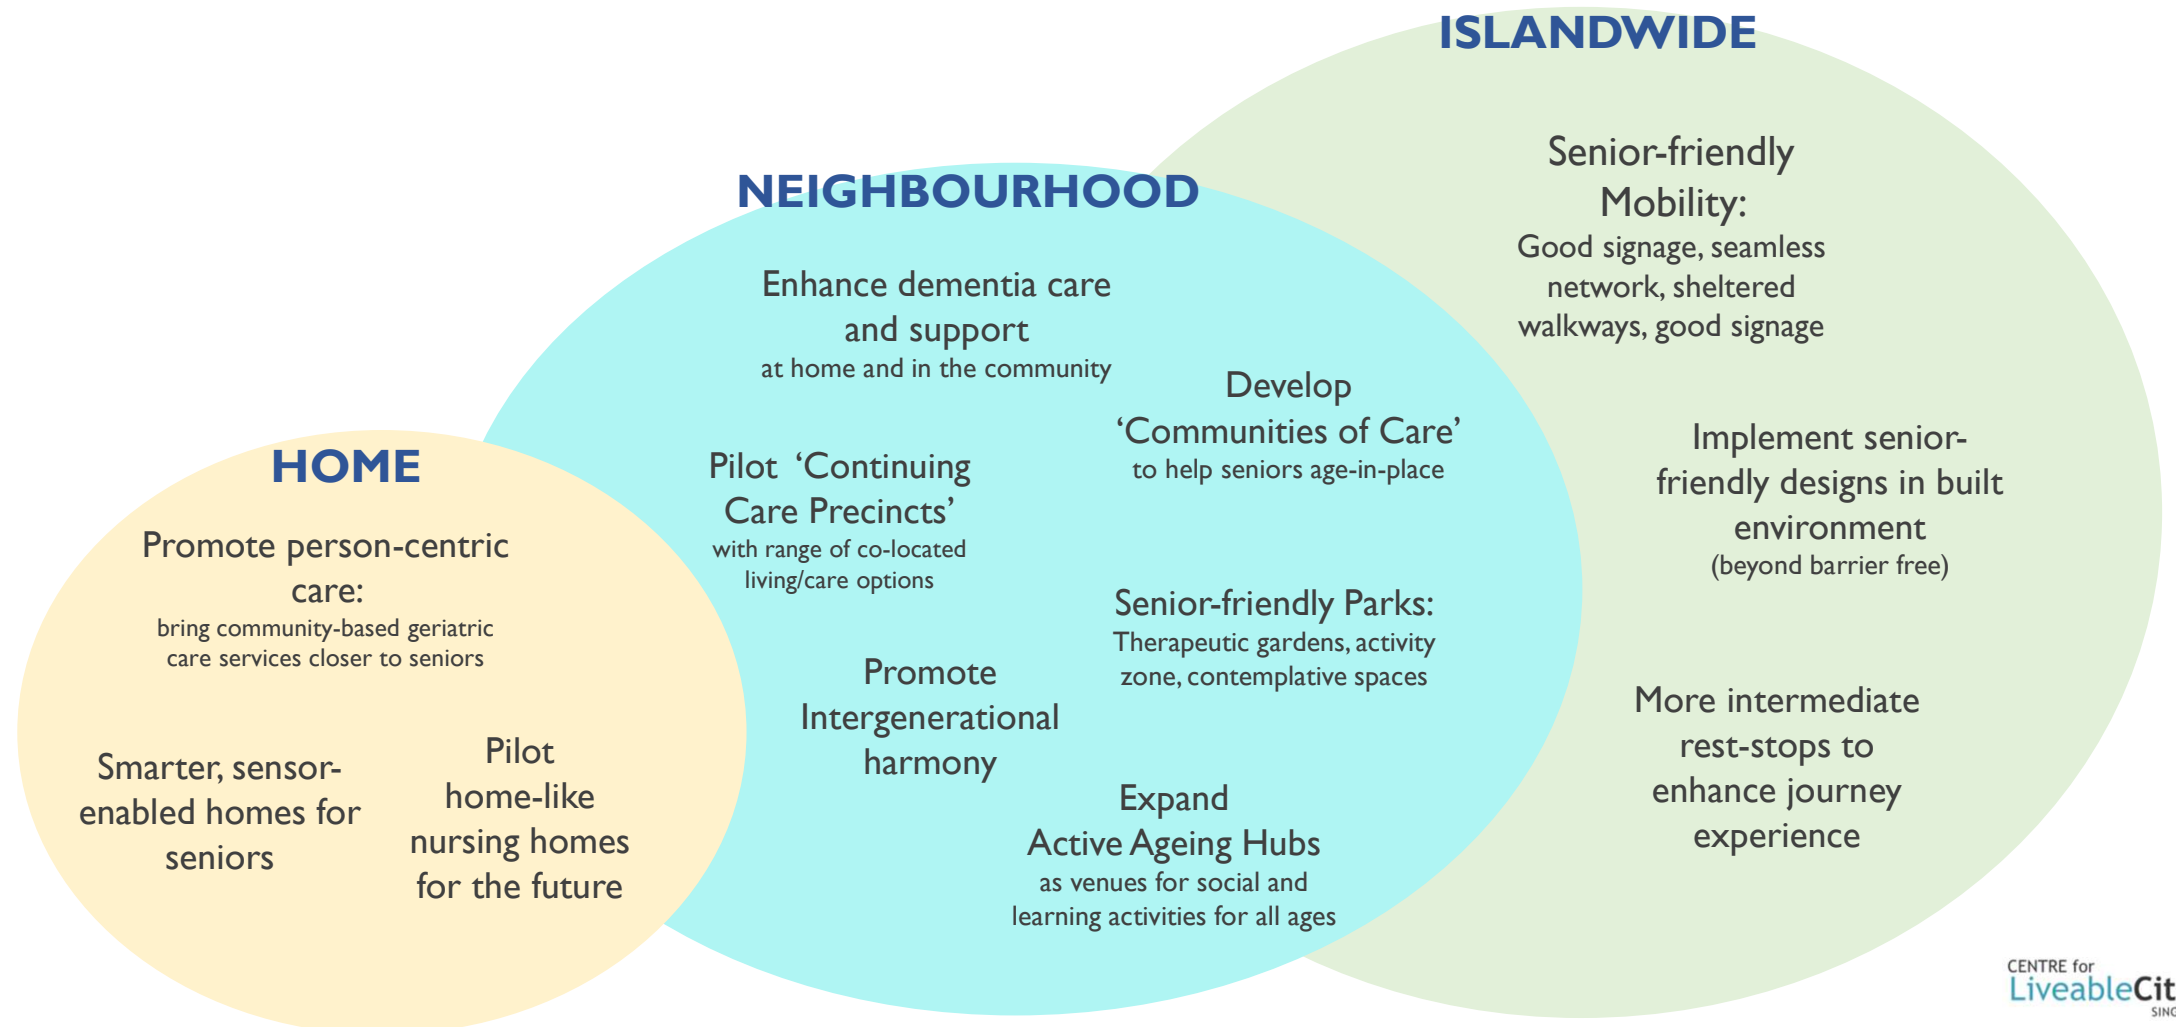 ISLANDWIDE
Senior-friendly
Mobility:
Good signage, seamless
network, sheltered
walkways, good signage
Implement senior-
friendly designs in built
environment
(beyond barrier free)
More intermediate
rest-stops to
enhance journey
experience
NEIGHBOURHOOD
Enhance dementia care
and support
at home and in the community
Develop
‘Communities of Care’
to help seniors age-in-place
Pilot ‘Continuing
Care Precincts’
with range of co-located
living/care options
Senior-friendly Parks:
Therapeutic gardens, activity
zone, contemplative spaces
Promote
Intergenerational
harmony
Expand
Active Ageing Hubs
as venues for social and
learning activities for all ages
HOME
Promote person-centric
care:
bring community-based geriatric
care services closer to seniors
Smarter, sensor-
enabled homes for
seniors
Pilot
home-like
nursing homes
for the future
CENTRE for
LiveableCit
SING